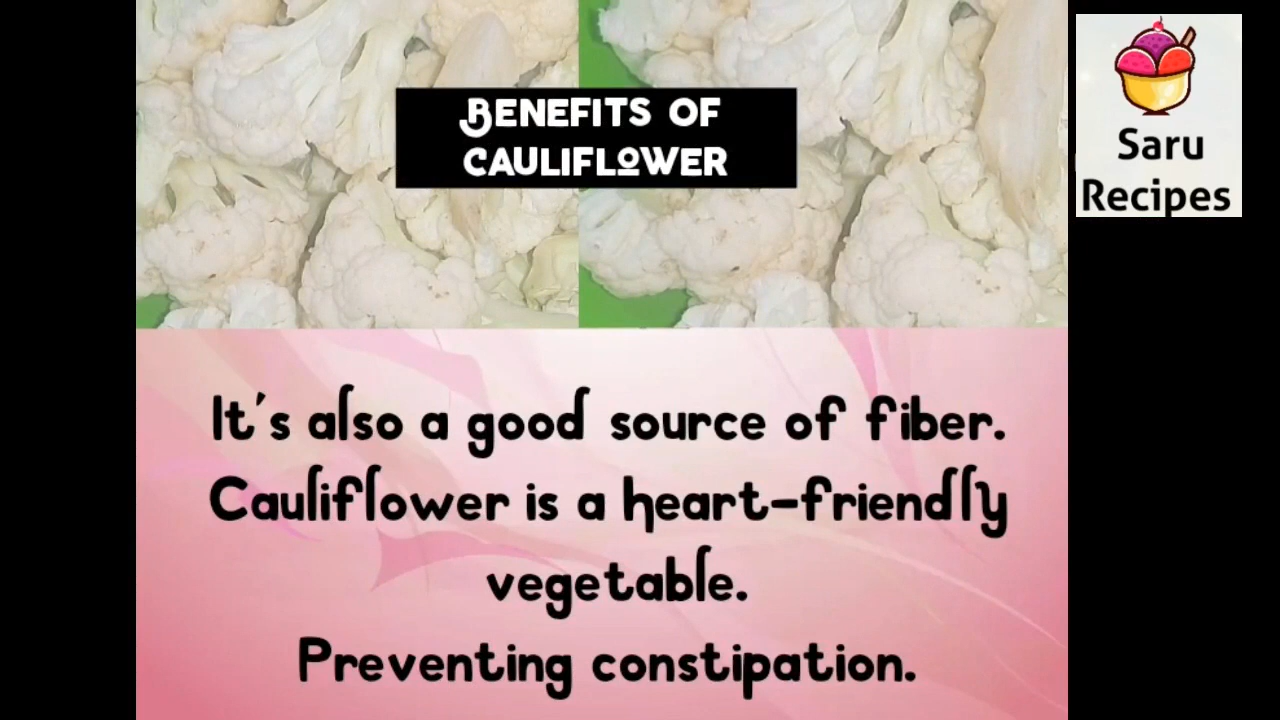 Benefits of
Cauliflower
Saru
Recipes
It's also a good source of fiber.
Cauliflower is a heart-friendly
vegetable.
Preventing constipation.